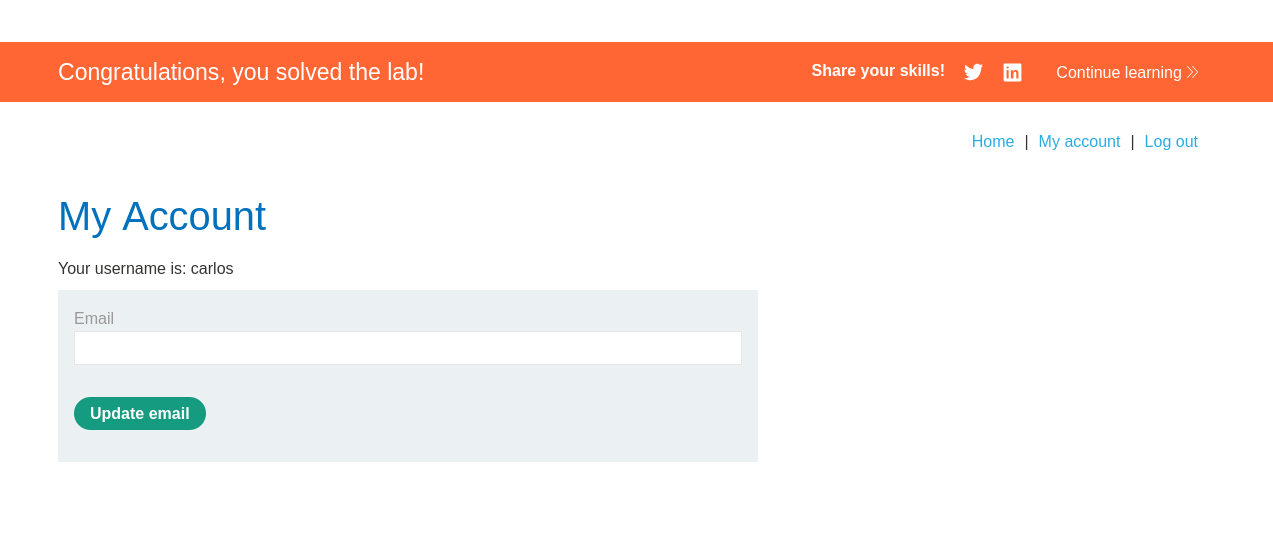 Congratulations, you solved the lab!
Share your skills!
Continue learning
Home | My account | Log out
My Account
Your username is: carlos
Email
Update email